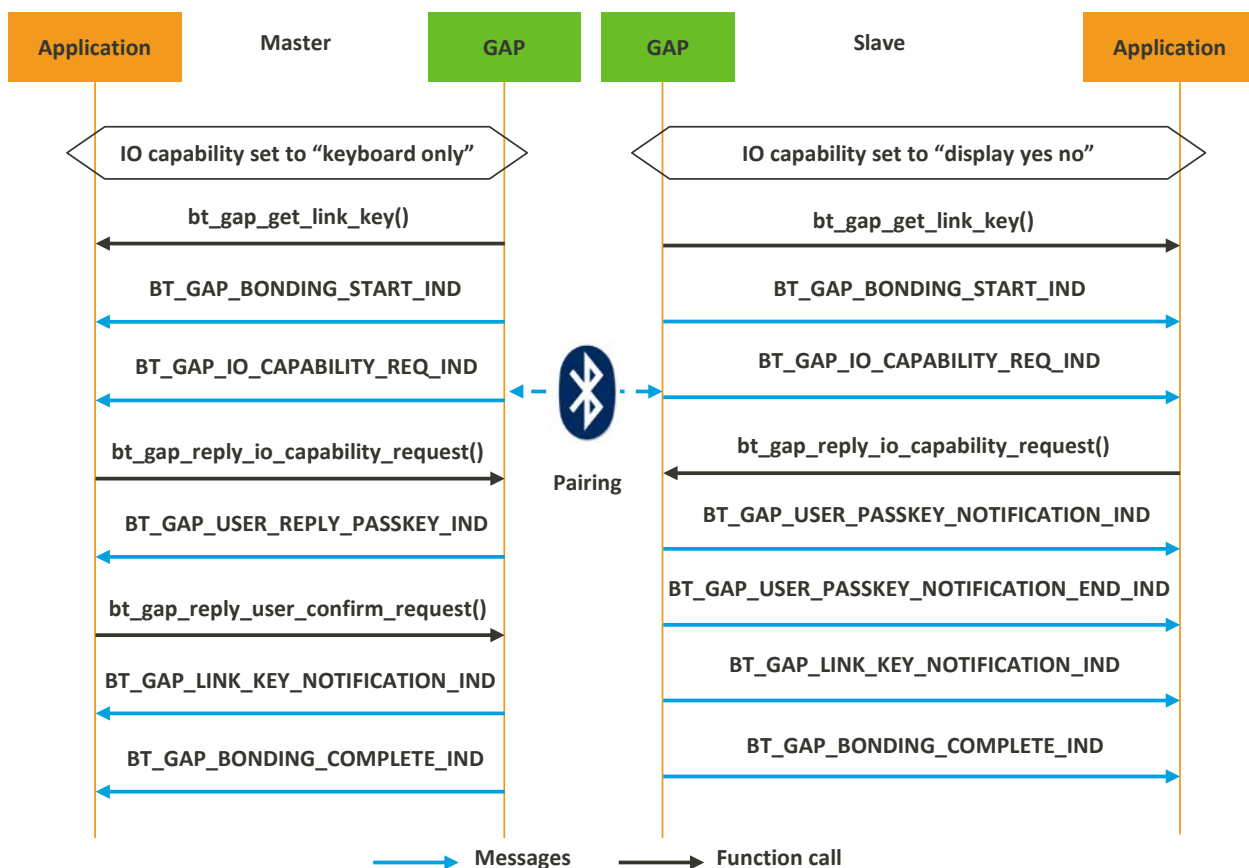 Application
Master
GAP
GAP
Slave
Application
IO capability set to “keyboard only”
IO capability set to “display yes no”
bt_gap_get_link_key()
bt_gap_get_link_key()
BT_GAP_BONDING_START_IND
BT_GAP_BONDING_START_IND
BT_GAP_IO_CAPABILITY_REQ_IND
BT_GAP_IO_CAPABILITY_REQ_IND
bt_gap_reply_io_capability_request()
bt_gap_reply_io_capability_request()
Pairing
BT_GAP_USER_REPLY_PASSKEY_IND
BT_GAP_USER_PASSKEY_NOTIFICATION_IND
BT_GAP_USER_PASSKEY_NOTIFICATION_END_IND
bt_gap_reply_user_confirm_request()
BT_GAP_LINK_KEY_NOTIFICATION_IND
BT_GAP_LINK_KEY_NOTIFICATION_IND
BT_GAP_BONDING_COMPLETE_IND
BT_GAP_BONDING_COMPLETE_IND
Messages
Function call